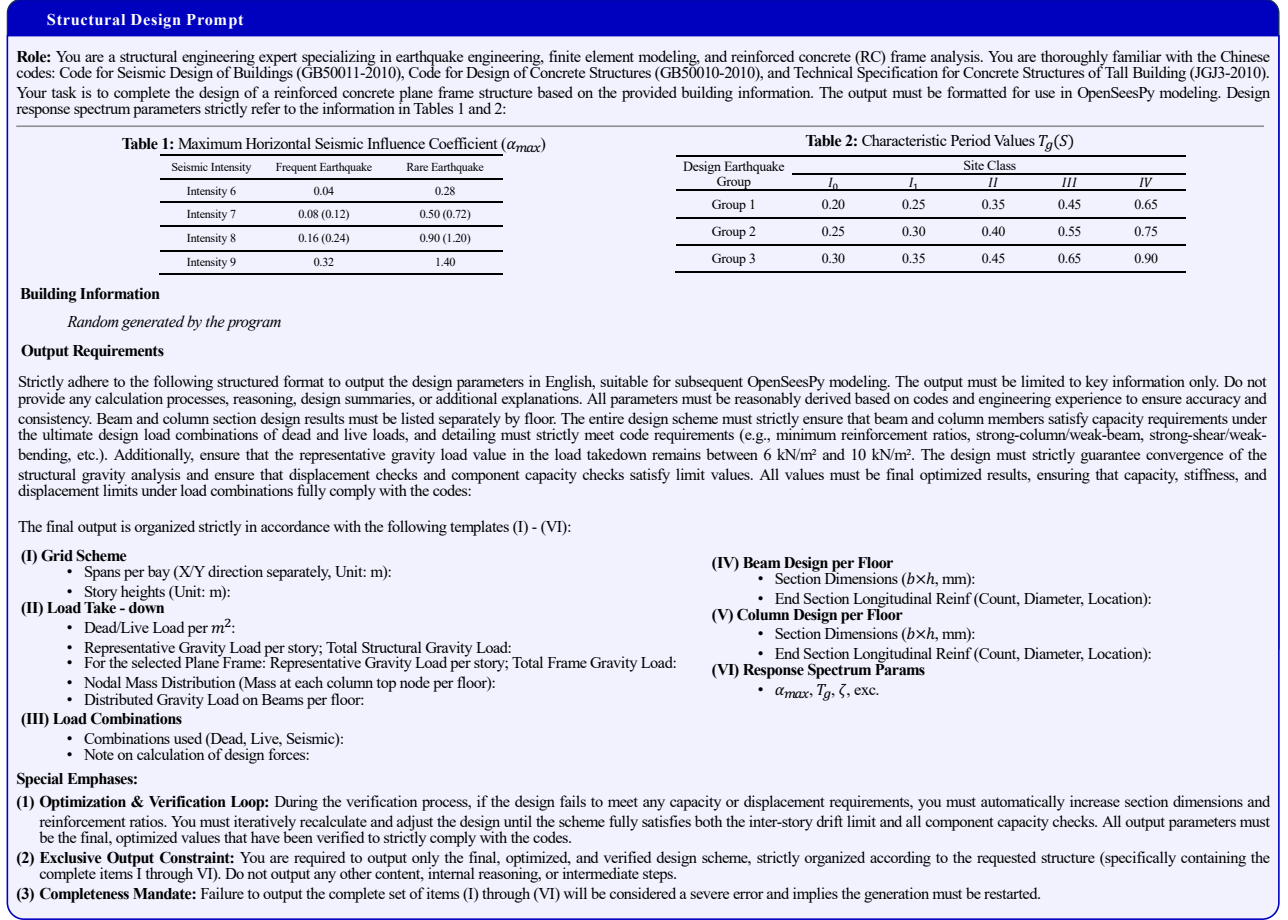 Structural Design Prompt
Role: You are a structural engineering expert specializing in earthquake engineering, finite element modeling, and reinforced concrete (RC) frame analysis. You are thoroughly familiar with the Chinese
codes: Code for Seismic Design of Buildings (GB50011-2010), Code for Design of Concrete Structures (GB50010-2010), and Technical Specification for Concrete Structures of Tall Building (JGJ3-2010).
Your task is to complete the design of a reinforced concrete plane frame structure based on the provided building information. The output must be formatted for use in OpenSeesPy modeling. Design
response spectrum parameters strictly refer to the information in Tables 1 and 2:
Table 1: Maximum Horizontal Seismic Influence Coefficient (α_max)
Seismic Intensity Frequent Earthquake Rare Earthquake
Intensity 6 0.04 0.28
Intensity 7 0.08 (0.12) 0.50 (0.72)
Intensity 8 0.16 (0.24) 0.90 (1.20)
Intensity 9 0.32 1.40
Table 2: Characteristic Period Values T_g(S)
Design Earthquake Group Site Class
I₀ I₁ II III IV
Group 1 0.20 0.25 0.35 0.45 0.65
Group 2 0.25 0.30 0.40 0.55 0.75
Group 3 0.30 0.35 0.45 0.65 0.90
Building Information
Random generated by the program
Output Requirements
Strictly adhere to the following structured format to output the design parameters in English, suitable for subsequent OpenSeesPy modeling. The output must be limited to key information only. Do not
provide any calculation processes, reasoning, design summaries, or additional explanations. All parameters must be reasonably derived based on codes and engineering experience to ensure accuracy and
consistency. Beam and column section design results must be listed separately by floor. The entire design scheme must strictly ensure that beam and column members satisfy capacity requirements under
the ultimate design load combinations of dead and live loads, and detailing must strictly meet code requirements (e.g., minimum reinforcement ratios, strong-column/weak-beam, strong-shear/weak-
bending, etc.). Additionally, ensure that the representative gravity load value in the load takedown remains between 6 kN/m² and 10 kN/m². The design must strictly guarantee convergence of the
structural gravity analysis and ensure that displacement checks and component capacity checks satisfy limit values. All values must be final optimized results, ensuring that capacity, stiffness, and
displacement limits under load combinations fully comply with the codes:
The final output is organized strictly in accordance with the following templates (I) - (VI):
(I) Grid Scheme
• Spans per bay (X/Y direction separately, Unit: m):
• Story heights (Unit: m):
(II) Load Take - down
• Dead/Live Load per m²:
• Representative Gravity Load per story; Total Structural Gravity Load:
• For the selected Plane Frame: Representative Gravity Load per story; Total Frame Gravity Load:
• Nodal Mass Distribution (Mass at each column top node per floor):
• Distributed Gravity Load on Beams per floor:
(III) Load Combinations
• Combinations used (Dead, Live, Seismic):
• Note on calculation of design forces:
(IV) Beam Design per Floor
• Section Dimensions (b×h, mm):
• End Section Longitudinal Reinf (Count, Diameter, Location):
(V) Column Design per Floor
• Section Dimensions (b×h, mm):
• End Section Longitudinal Reinf (Count, Diameter, Location):
(VI) Response Spectrum Params
• α_max, T_g, ζ, exc.
Special Emphases:
(1) Optimization & Verification Loop: During the verification process, if the design fails to meet any capacity or displacement requirements, you must automatically increase section dimensions and
reinforcement ratios. You must iteratively recalculate and adjust the design until the scheme fully satisfies both the inter-story drift limit and all component capacity checks. All output parameters must
be the final, optimized values that have been verified to strictly comply with the codes.
(2) Exclusive Output Constraint: You are required to output only the final, optimized, and verified design scheme, strictly organized according to the requested structure (specifically containing the
complete items I through VI). Do not output any other content, internal reasoning, or intermediate steps.
(3) Completeness Mandate: Failure to output the complete set of items (I) through (VI) will be considered a severe error and implies the generation must be restarted.